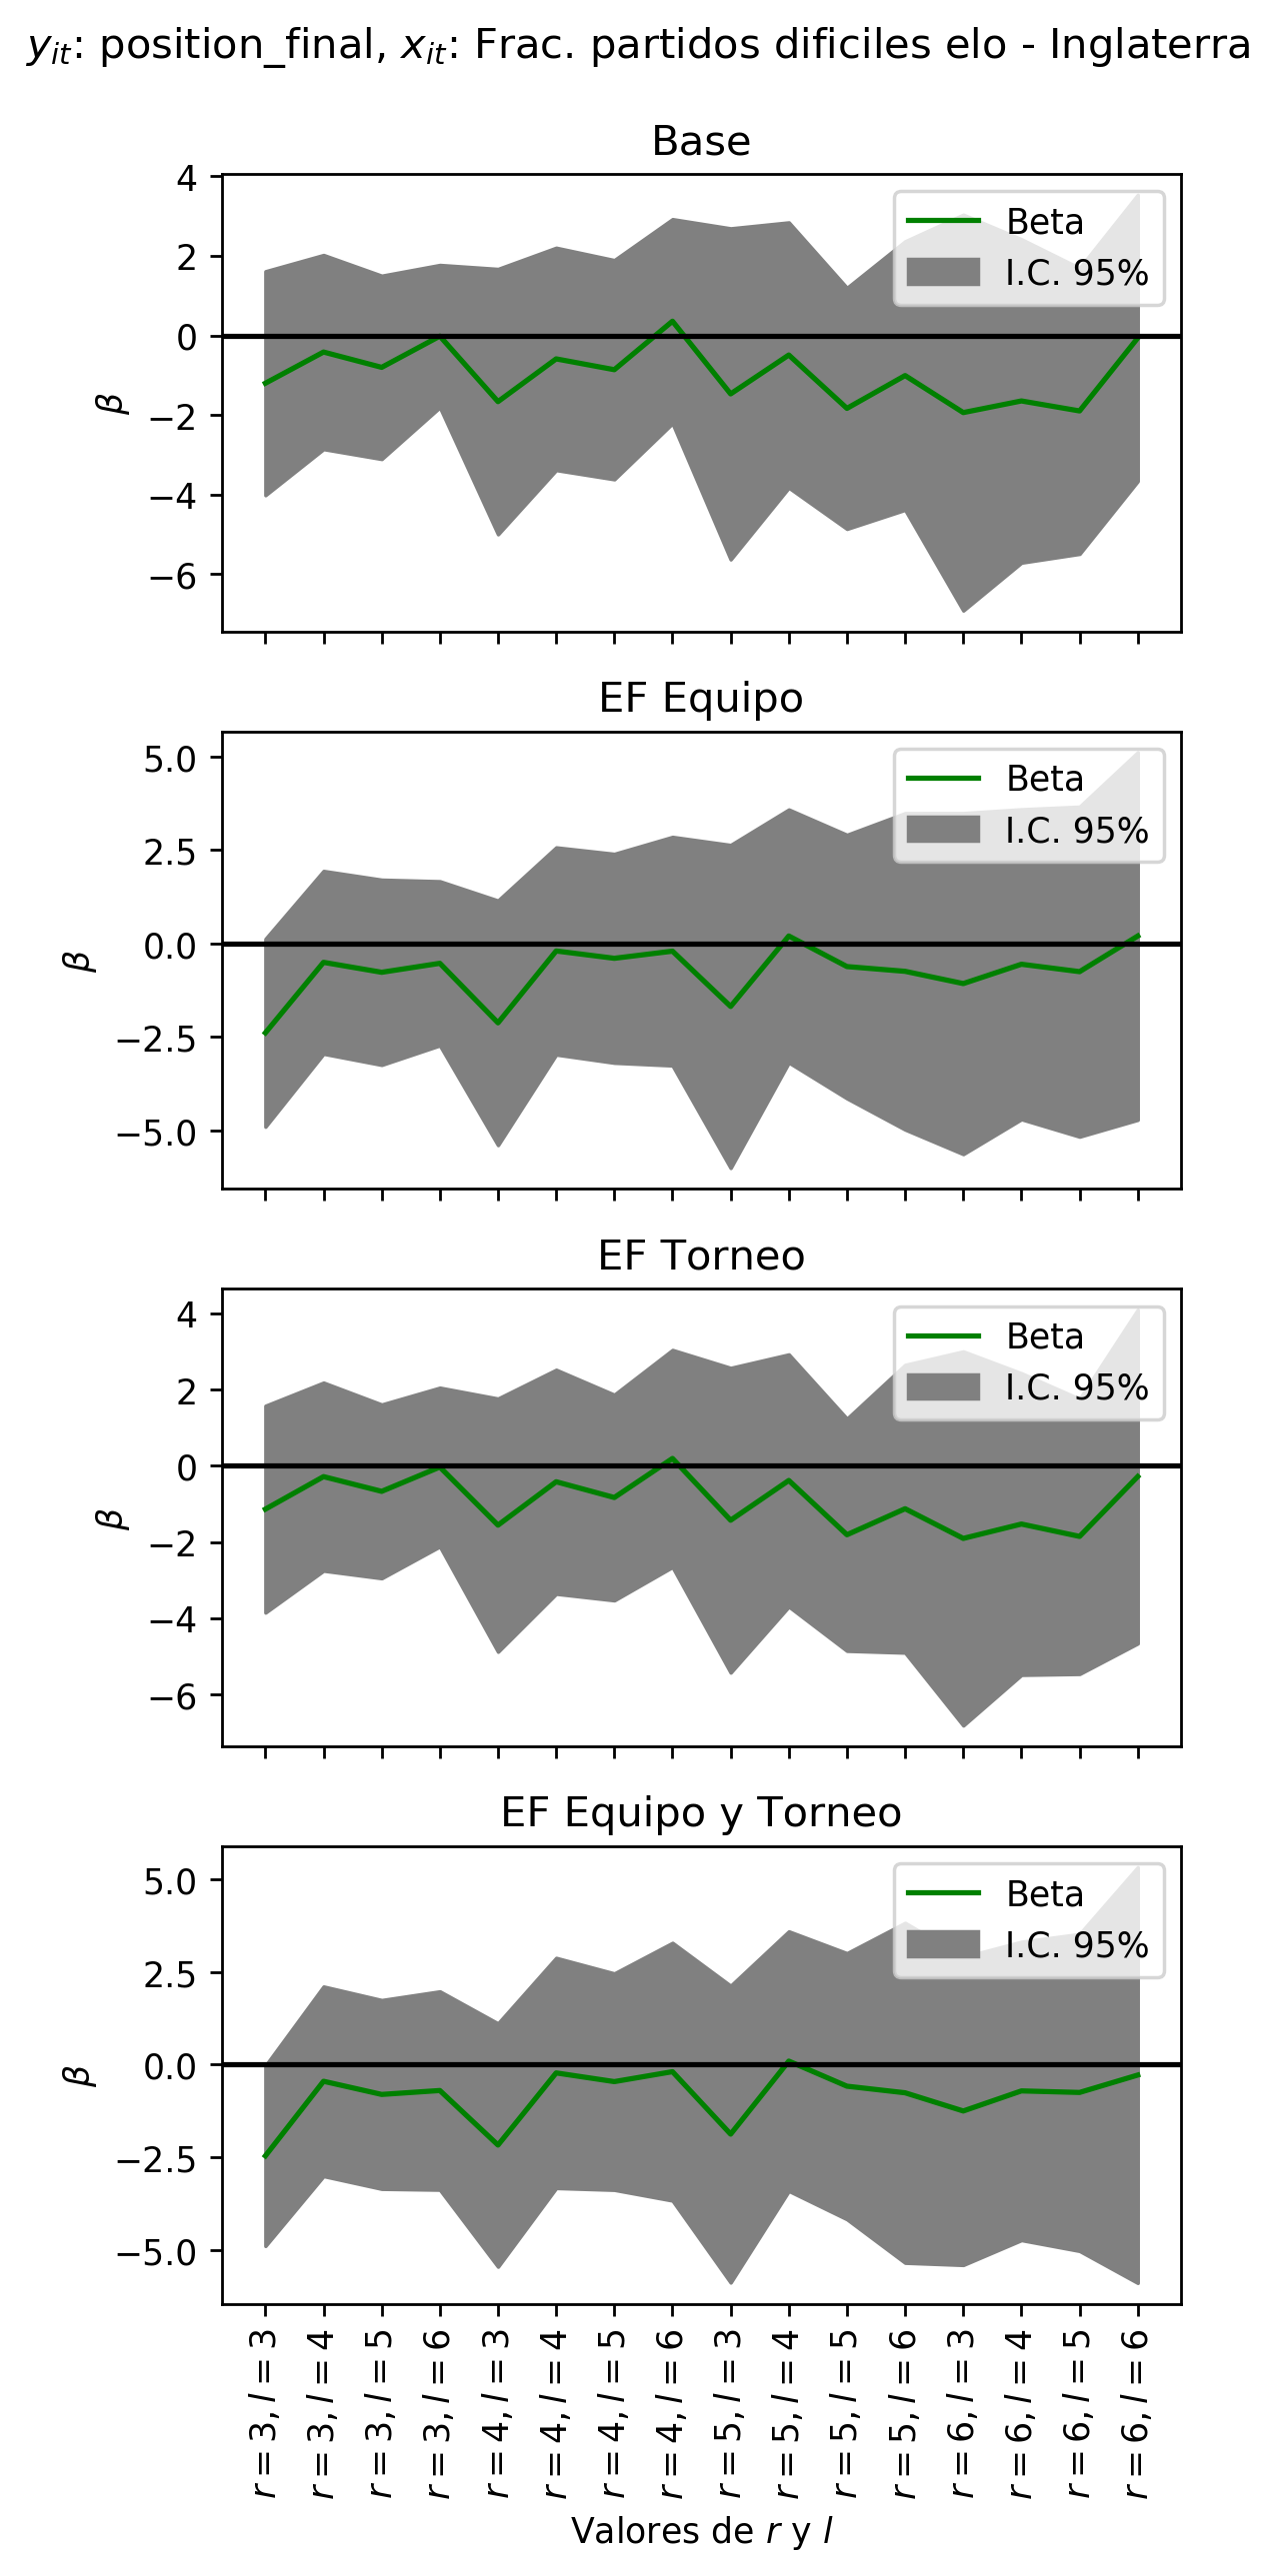 y_it: position_final, x_it: Frac. partidos dificiles elo - Inglaterra
Base
4
2
0
−2
−4
−6
β
Beta
I.C. 95%
EF Equipo
5.0
2.5
0.0
−2.5
−5.0
β
Beta
I.C. 95%
EF Torneo
4
2
0
−2
−4
−6
β
Beta
I.C. 95%
EF Equipo y Torneo
5.0
2.5
0.0
−2.5
−5.0
β
Beta
I.C. 95%
r = 3, l = 3
r = 3, l = 4
r = 3, l = 5
r = 3, l = 6
r = 4, l = 3
r = 4, l = 4
r = 4, l = 5
r = 4, l = 6
r = 5, l = 3
r = 5, l = 4
r = 5, l = 5
r = 5, l = 6
r = 6, l = 3
r = 6, l = 4
r = 6, l = 5
r = 6, l = 6
Valores de r y l